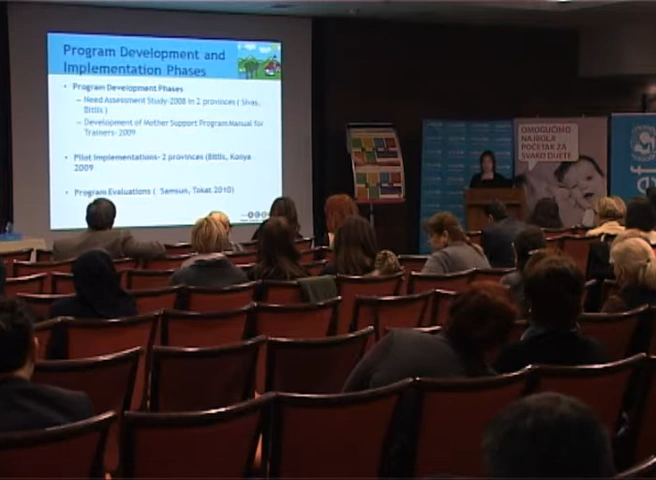 Program Development and
Implementation Phases
• Program Development Phases
– Need Assessment Study-2008 in 2 provinces ( Sivas,
Bitlis )
– Development of Mother Support Program Manual for
Trainers- 2009
• Pilot Implementations- 2 provinces (Bitlis, Konya
2009
• Program Evaluations ( Samsun, Tokat 2010)
OMOGUĆIMO
NAJBOLJI
POČETAK ZA
SVAKO DIJETE